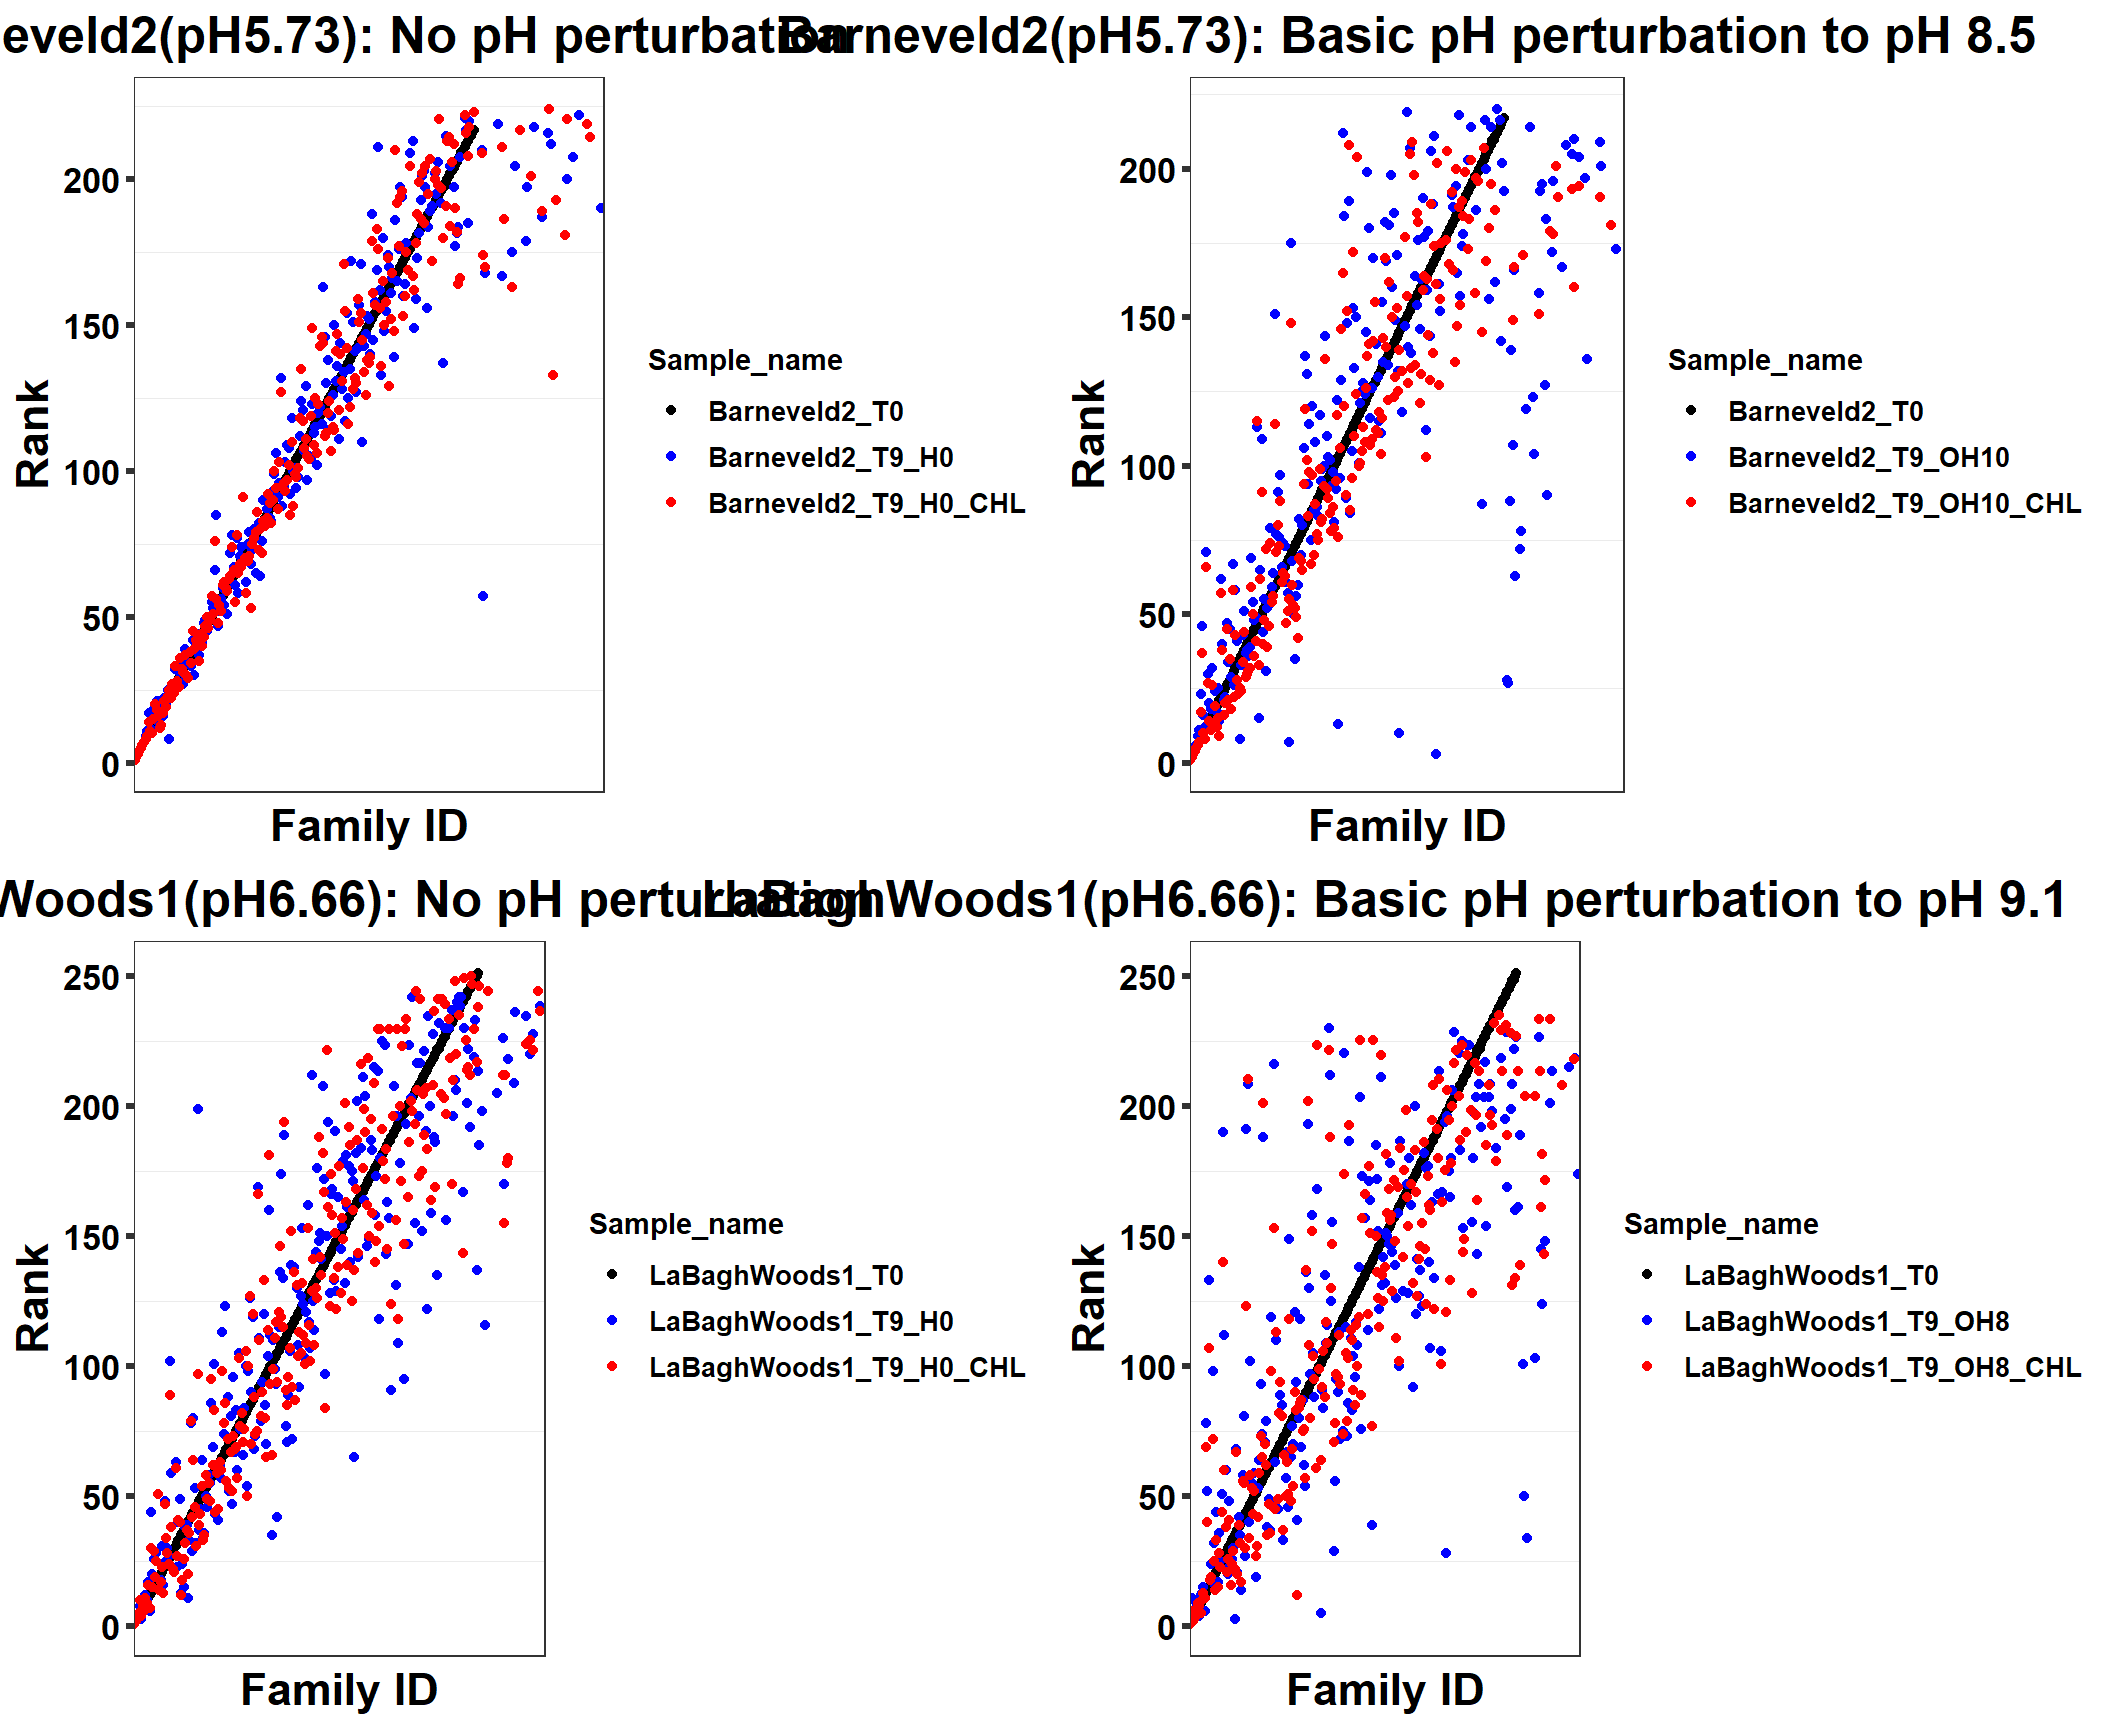 eveld2(pH5.73): No pH perturbation
200
150
100
50
0
Rank
Family ID
Sample_name
Barneveld2_T0
Barneveld2_T9_H0
Barneveld2_T9_H0_CHL
Barneveld2(pH5.73): Basic pH perturbation to pH 8.5
200
150
100
50
0
Rank
Family ID
Sample_name
Barneveld2_T0
Barneveld2_T9_OH10
Barneveld2_T9_OH10_CHL
Woods1(pH6.66): No pH perturbation
250
200
150
100
50
0
Rank
Family ID
Sample_name
LaBaghWoods1_T0
LaBaghWoods1_T9_H0
LaBaghWoods1_T9_H0_CHL
LaBaghWoods1(pH6.66): Basic pH perturbation to pH 9.1
250
200
150
100
50
0
Rank
Family ID
Sample_name
LaBaghWoods1_T0
LaBaghWoods1_T9_OH8
LaBaghWoods1_T9_OH8_CHL